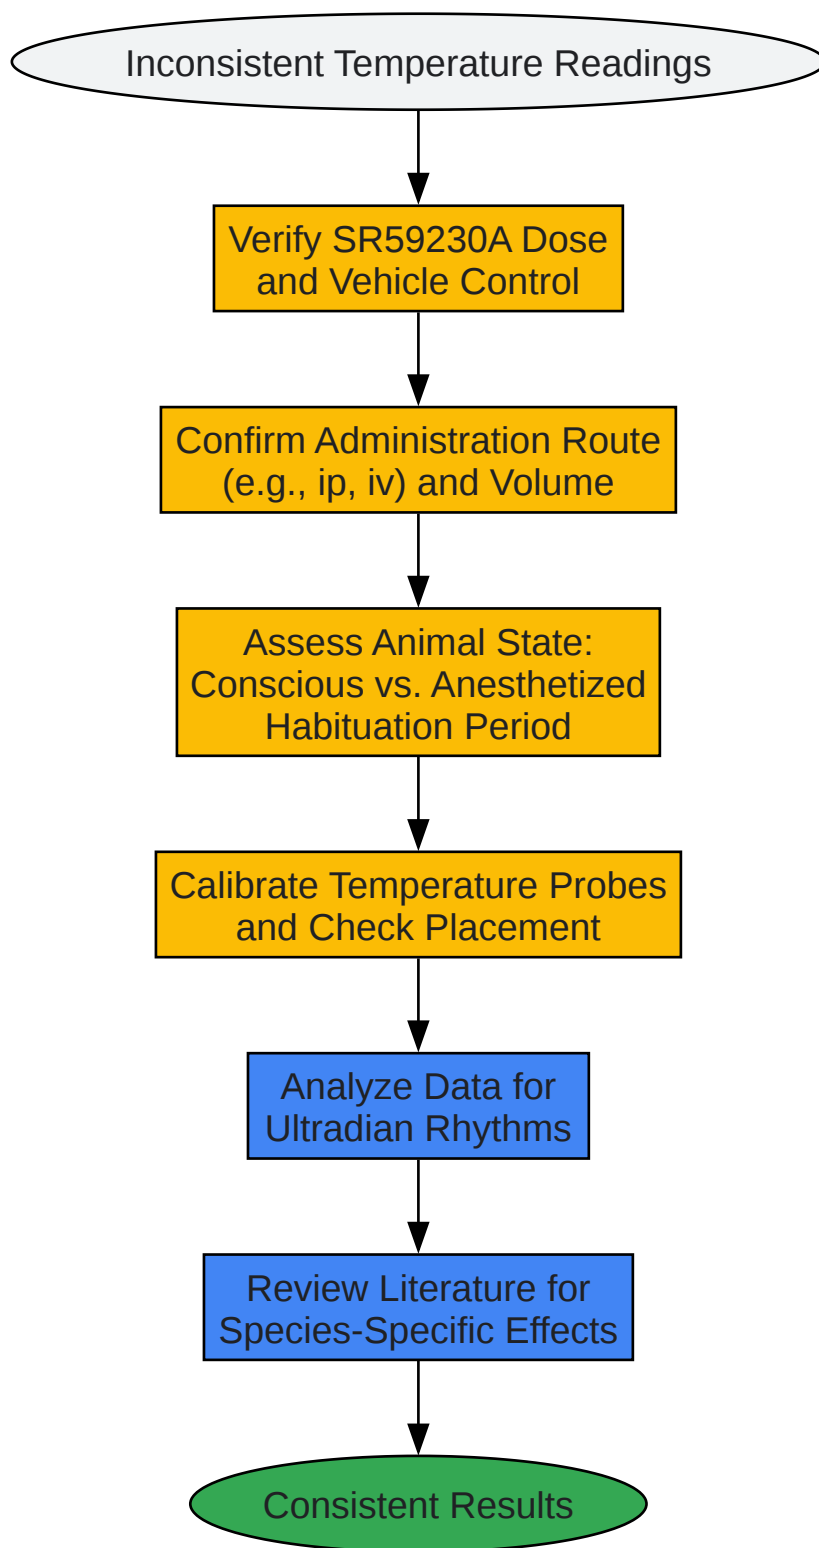 Inconsistent Temperature Readings
Verify SR59230A Dose
and Vehicle Control
Confirm Administration Route
(e.g., ip, iv) and Volume
Assess Animal State:
Conscious vs. Anesthetized
Habituation Period
Calibrate Temperature Probes
and Check Placement
Analyze Data for
Ultradian Rhythms
Review Literature for
Species-Specific Effects
Consistent Results